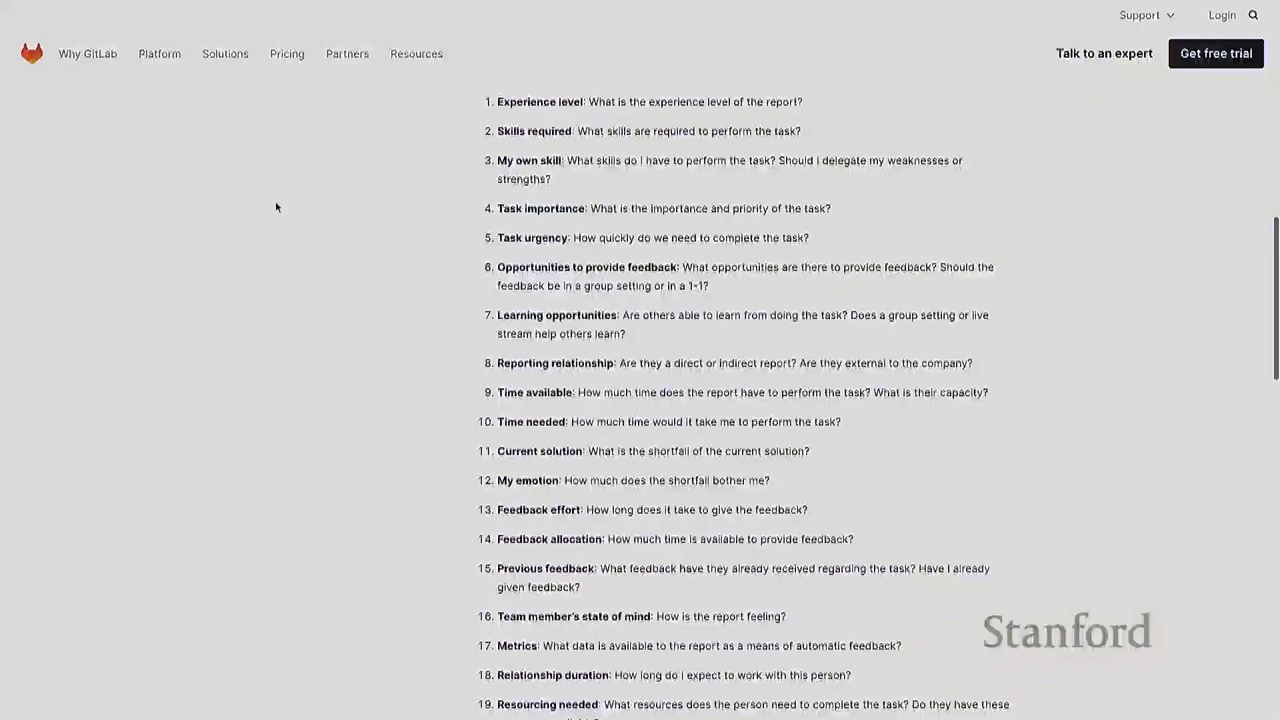 Support
Login
Why GitLab
Platform
Solutions
Pricing
Partners
Resources
Talk to an expert
Get free trial
1. Experience level: What is the experience level of the report?
2. Skills required: What skills are required to perform the task?
3. My own skill: What skills do I have to perform the task? Should I delegate my weaknesses or
strengths?
4. Task importance: What is the importance and priority of the task?
5. Task urgency: How quickly do we need to complete the task?
6. Opportunities to provide feedback: What opportunities are there to provide feedback? Should the
feedback be in a group setting or in a 1-1?
7. Learning opportunities: Are others able to learn from doing the task? Does a group setting or live
stream help others learn?
8. Reporting relationship: Are they a direct or indirect report? Are they external to the company?
9. Time available: How much time does the report have to perform the task? What is their capacity?
10. Time needed: How much time would it take me to perform the task?
11. Current solution: What is the shortfall of the current solution?
12. My emotion: How much does the shortfall bother me?
13. Feedback effort: How long does it take to give the feedback?
14. Feedback allocation: How much time is available to provide feedback?
15. Previous feedback: What feedback have they already received regarding the task? Have I already
given feedback?
16. Team member's state of mind: How is the report feeling?
17. Metrics: What data is available to the report as a means of automatic feedback?
18. Relationship duration: How long do I expect to work with this person?
19. Resourcing needed: What resources does the person need to complete the task? Do they have these
Stanford